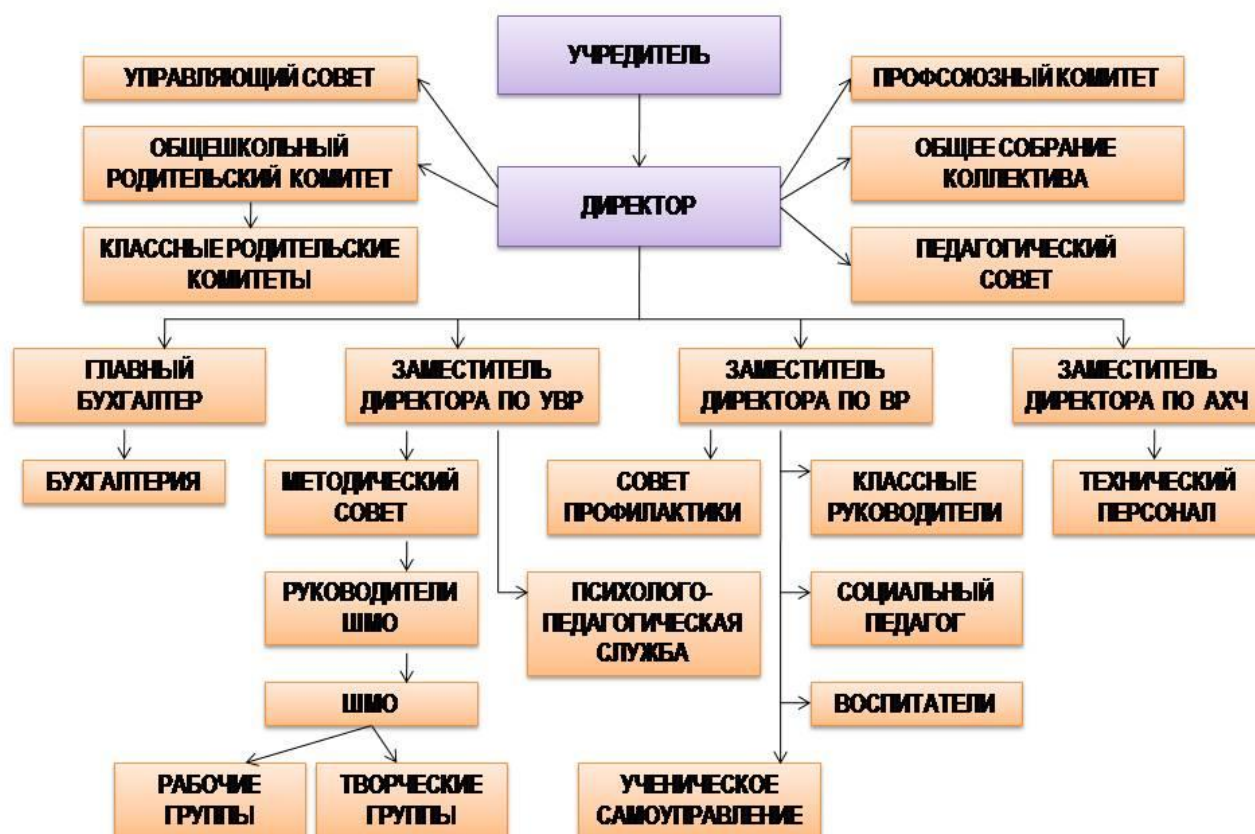 УЧРЕДИТЕЛЬ
УПРАВЛЯЮЩИЙ СОВЕТ
ПРОФСОЮЗНЫЙ КОМИТЕТ
ОБЩЕШКОЛЬНЫЙ
РОДИТЕЛЬСКИЙ КОМИТЕТ
ОБЩЕЕ СОБРАНИЕ
КОЛЛЕКТИВА
ДИРЕКТОР
КЛАССНЫЕ РОДИТЕЛЬСКИЕ
КОМИТЕТЫ
ПЕДАГОГИЧЕСКИЙ
СОВЕТ
ГЛАВНЫЙ
БУХГАЛТЕР
ЗАМЕСТИТЕЛЬ
ДИРЕКТОРА ПО УВР
ЗАМЕСТИТЕЛЬ
ДИРЕКТОРА ПО ВР
ЗАМЕСТИТЕЛЬ
ДИРЕКТОРА ПО АХЧ
БУХГАЛТЕРИЯ
МЕТОДИЧЕСКИЙ
СОВЕТ
СОВЕТ
ПРОФИЛАКТИКИ
КЛАССНЫЕ
РУКОВОДИТЕЛИ
ТЕХНИЧЕСКИЙ
ПЕРСОНАЛ
РУКОВОДИТЕЛИ
ШМО
ПСИХОЛОГО-
ПЕДАГОГИЧЕСКАЯ
СЛУЖБА
СОЦИАЛЬНЫЙ
ПЕДАГОГ
ШМО
ВОСПИТАТЕЛИ
РАБОЧИЕ
ГРУППЫ
ТВОРЧЕСКИЕ
ГРУППЫ
УЧЕНИЧЕСКОЕ
САМОУПРАВЛЕНИЕ